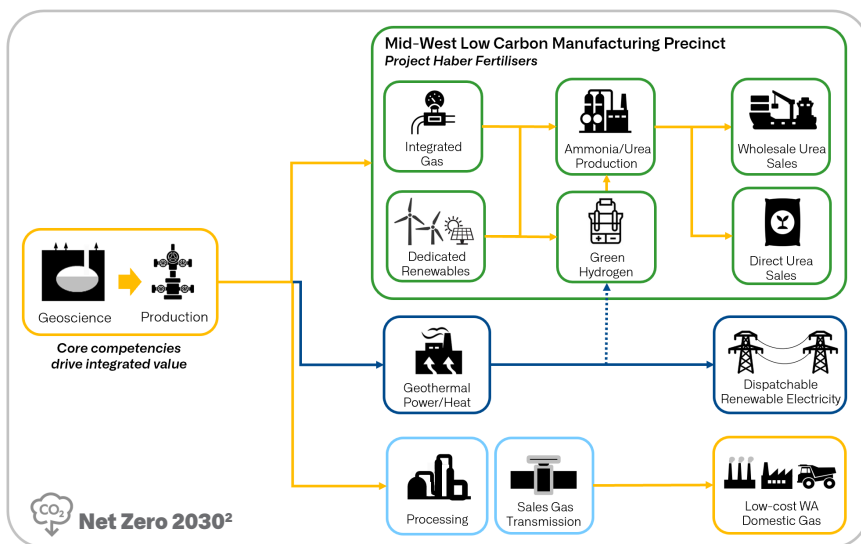 Mid-West Low Carbon Manufacturing Precinct
Project Haber Fertilisers
Integrated
Gas
Ammonia/Urea
Production
Wholesale Urea
Sales
Dedicated
Renewables
Green
Hydrogen
Direct Urea
Sales
Geoscience
Production
Core competencies
drive integrated value
Geothermal
Power/Heat
Dispatchable
Renewable Electricity
Processing
Sales Gas
Transmission
Low-cost WA
Domestic Gas
CO2
Net Zero 2030²